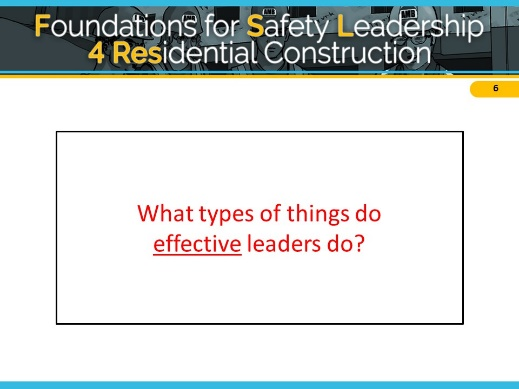 Foundations for Safety Leadership
4 Residential Construction
6
What types of things do
effective leaders do?